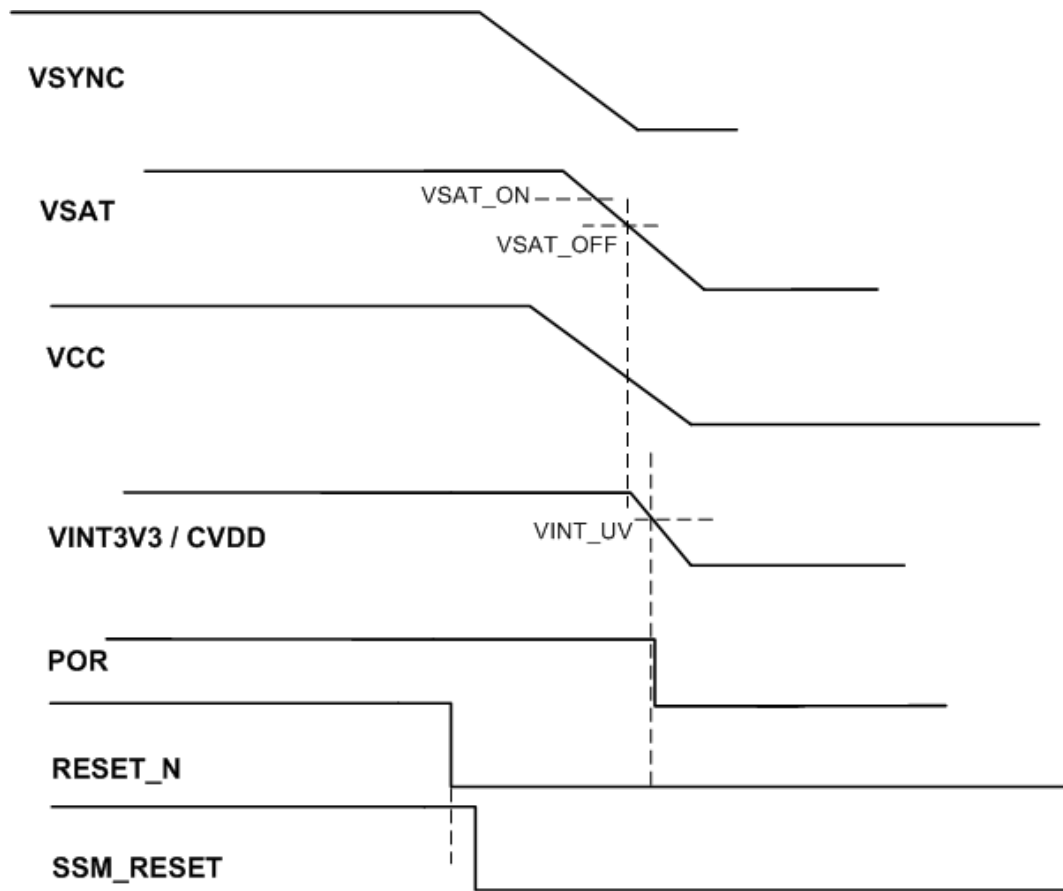 VSYNC
VSAT_ON
VSAT
VSAT_OFF
VCC
VINT_UV
VINT3V3 / CVDD
POR
RESET_N
SSM_RESET